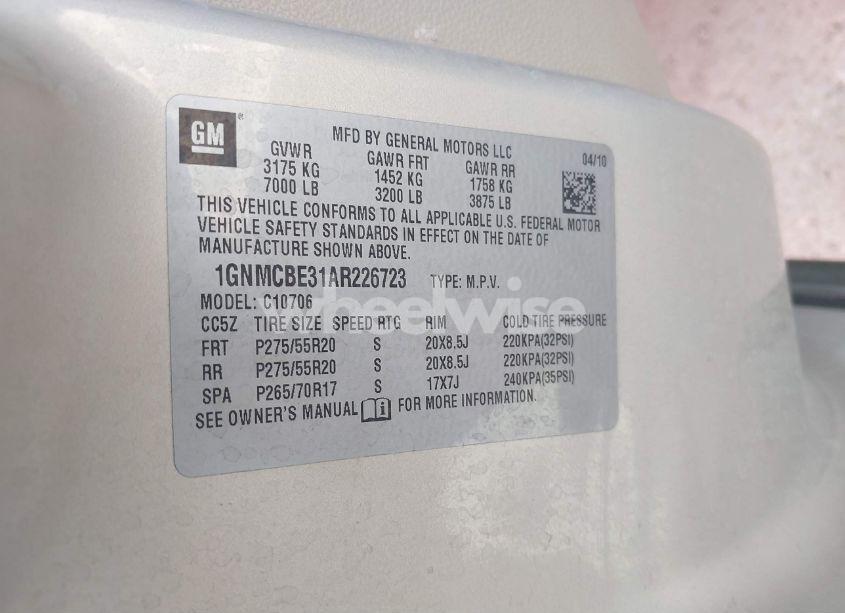 GM
MFD BY GENERAL MOTORS LLC
04/10
GVWR GAWR FRT GAWR RR
3175 KG 1452 KG 1758 KG
7000 LB 3200 LB 3875 LB
THIS VEHICLE CONFORMS TO ALL APPLICABLE U.S. FEDERAL MOTOR
VEHICLE SAFETY STANDARDS IN EFFECT ON THE DATE OF
MANUFACTURE SHOWN ABOVE.
1GNMCBE31AR226723 TYPE: M.P.V.
MODEL: C10706
wheelwise
CC5Z TIRE SIZE SPEED RTG RIM COLD TIRE PRESSURE
FRT P275/55R20 S 20X8.5J 220KPA(32PSI)
RR P275/55R20 S 20X8.5J 220KPA(32PSI)
SPA P265/70R17 S 17X7J 240KPA(35PSI)
SEE OWNER'S MANUAL FOR MORE INFORMATION.